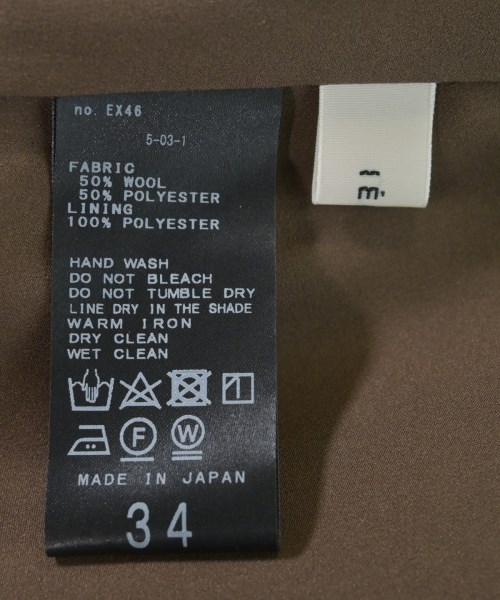 no. EX46
5-03-1
FABRIC
50% WOOL
50% POLYESTER
LINING
100% POLYESTER
HAND WASH
DO NOT BLEACH
DO NOT TUMBLE DRY
LINE DRY IN THE SHADE
WARM IRON
DRY CLEAN
WET CLEAN
F W
MADE IN JAPAN
34